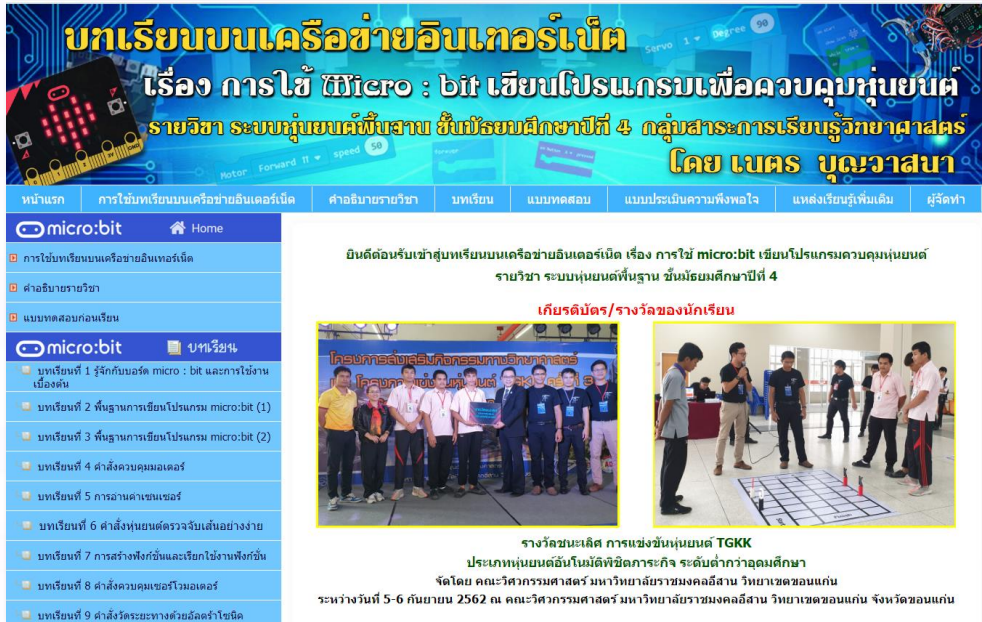 บทเรียนบนเครือข่ายอินเทอร์เน็ต
เรื่อง การใช้ Micro : bit เขียนโปรแกรมเพื่อควบคุมหุ่นยนต์
รายวิชา ระบบหุ่นยนต์พื้นฐาน ชั้นมัธยมศึกษาปีที่ 4 กลุ่มสาระการเรียนรู้วิทยาศาสตร์
โดย เนตร บุญวาสนา
Servo 1 Degree 90
Motor Forward 11 speed 50
หน้าแรก การใช้บทเรียนบนเครือข่ายอินเตอร์เน็ต คำอธิบายรายวิชา บทเรียน แบบทดสอบ แบบประเมินความพึงพอใจ แหล่งเรียนรู้เพิ่มเติม ผู้จัดทำ
micro:bit Home
การใช้บทเรียนบนเครือข่ายอินเทอร์เน็ต
คำอธิบายรายวิชา
แบบทดสอบก่อนเรียน
micro:bit บทเรียน
บทเรียนที่ 1 รู้จักกับบอร์ด micro : bit และการใช้งาน
เบื้องต้น
บทเรียนที่ 2 พื้นฐานการเขียนโปรแกรม micro:bit (1)
บทเรียนที่ 3 พื้นฐานการเขียนโปรแกรม micro:bit (2)
บทเรียนที่ 4 คำสั่งควบคุมมอเตอร์
บทเรียนที่ 5 การอ่านค่าเซนเซอร์
บทเรียนที่ 6 คำสั่งหุ่นยนต์ตรวจจับเส้นอย่างง่าย
บทเรียนที่ 7 การสร้างฟังก์ชั่นและเรียกใช้งานฟังก์ชั่น
บทเรียนที่ 8 คำสั่งควบคุมเซอร์โวมอเตอร์
บทเรียนที่ 9 คำสั่งวัดระยะทางด้วยอัลตร้าโซนิค
ยินดีต้อนรับเข้าสู่บทเรียนบนเครือข่ายอินเตอร์เน็ต เรื่อง การใช้ micro:bit เขียนโปรแกรมควบคุมหุ่นยนต์
รายวิชา ระบบหุ่นยนต์พื้นฐาน ชั้นมัธยมศึกษาปีที่ 4
เกียรติบัตร/รางวัลของนักเรียน
โครงการส่งเสริมกิจกรรมทางวิทยาศาสตร์
รางวัลชนะเลิศ การแข่งขันหุ่นยนต์ TGKK
ประเภทหุ่นยนต์อัตโนมัติพิชิตภารกิจ ระดับต่ำกว่าอุดมศึกษา
จัดโดย คณะวิศวกรรมศาสตร์ มหาวิทยาลัยราชมงคลอีสาน วิทยาเขตขอนแก่น
ระหว่างวันที่ 5-6 กันยายน 2562 ณ คณะวิศวกรรมศาสตร์ มหาวิทยาลัยราชมงคลอีสาน วิทยาเขตขอนแก่น จังหวัดขอนแก่น